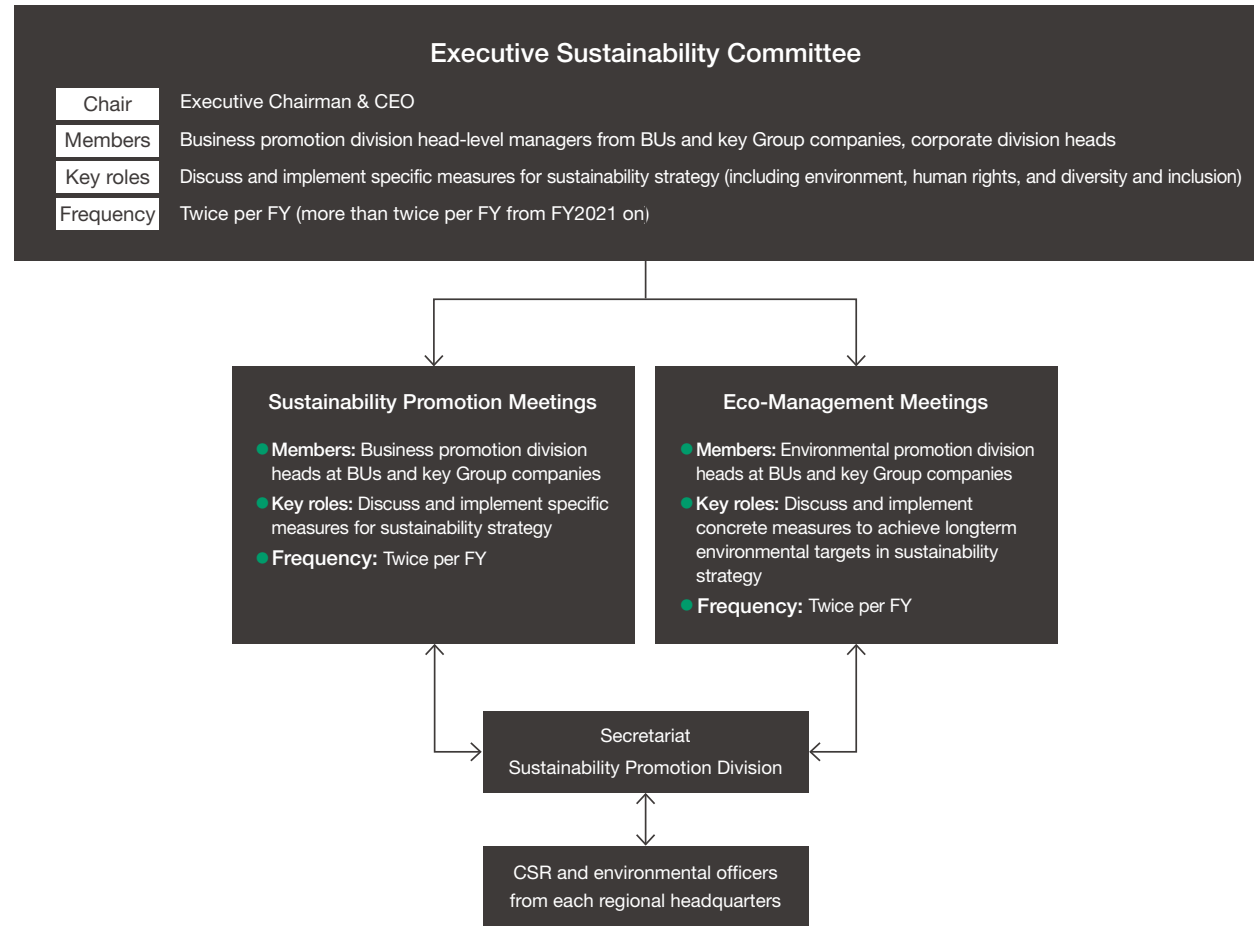 Executive Sustainability Committee
Chair Executive Chairman & CEO
Members Business promotion division head-level managers from BUs and key Group companies, corporate division heads
Key roles Discuss and implement specific measures for sustainability strategy (including environment, human rights, and diversity and inclusion)
Frequency Twice per FY (more than twice per FY from FY2021 on)
Sustainability Promotion Meetings
Members: Business promotion division
heads at BUs and key Group companies
Key roles: Discuss and implement specific
measures for sustainability strategy
Frequency: Twice per FY
Eco-Management Meetings
Members: Environmental promotion division
heads at BUs and key Group companies
Key roles: Discuss and implement
concrete measures to achieve longterm
environmental targets in sustainability
strategy
Frequency: Twice per FY
Secretariat
Sustainability Promotion Division
CSR and environmental officers
from each regional headquarters